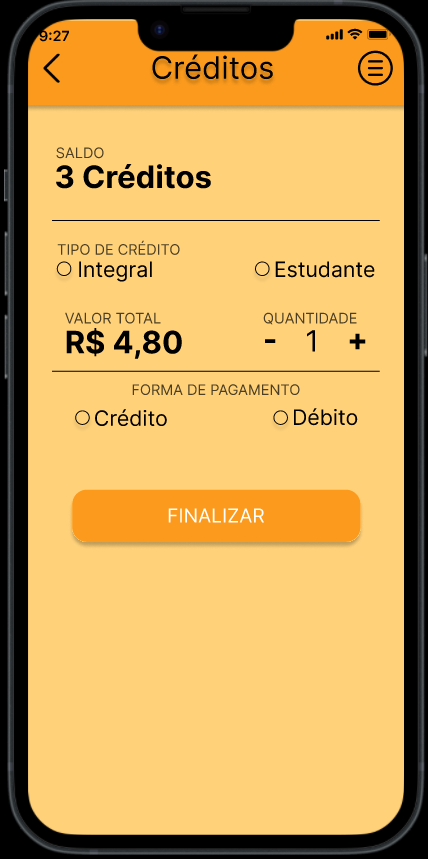 9:27
Créditos
SALDO
3 Créditos
TIPO DE CRÉDITO
Integral Estudante
VALOR TOTAL QUANTIDADE
R$ 4,80 - 1 +
FORMA DE PAGAMENTO
Crédito Débito
FINALIZAR